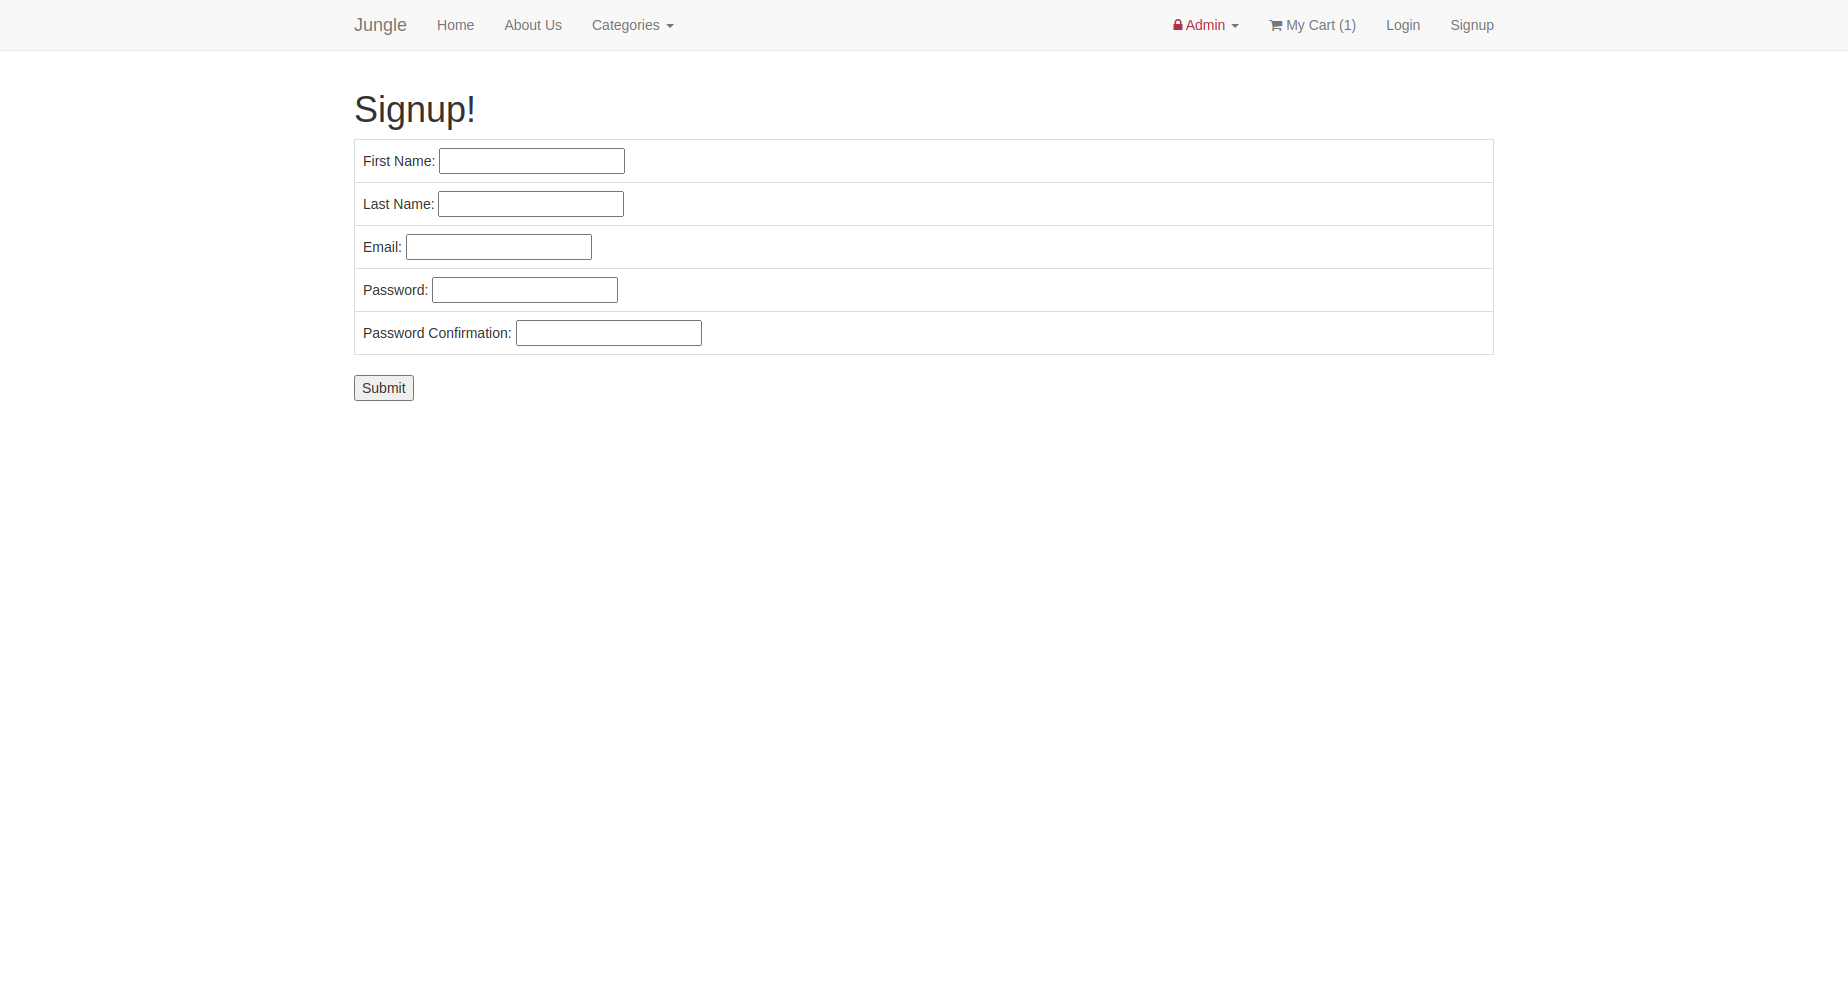 Jungle Home About Us Categories Admin My Cart (1) Login Signup
Signup!
First Name:
Last Name:
Email:
Password:
Password Confirmation:
Submit